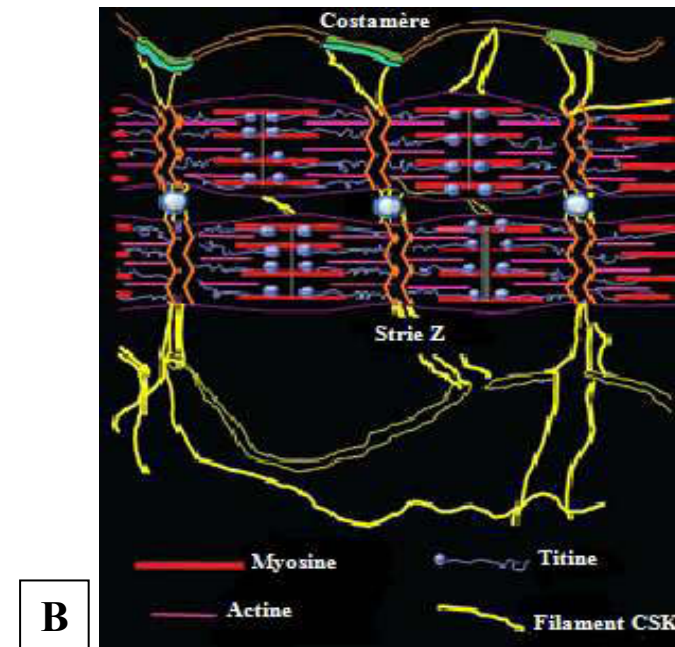 Costamère
Strie Z
Myosine
Titine
Actine
Filament CSK
B